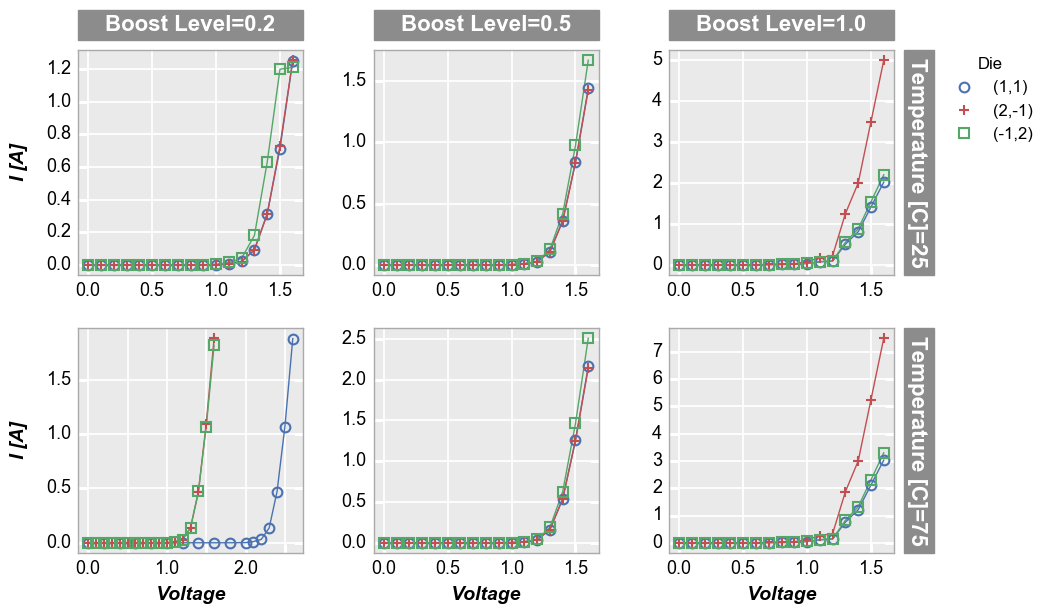 Boost Level=0.2
Boost Level=0.5
Boost Level=1.0
I [A]
1.2
1.0
0.8
0.6
0.4
0.2
0.0
0.0 0.5 1.0 1.5
1.5
1.0
0.5
0.0
0.0 0.5 1.0 1.5
5
4
3
2
1
0
0.0 0.5 1.0 1.5
Temperature [C]=25
Die
(1,1)
(2,-1)
(-1,2)
I [A]
1.5
1.0
0.5
0.0
0.0 1.0 2.0
Voltage
2.5
2.0
1.5
1.0
0.5
0.0
0.0 0.5 1.0 1.5
Voltage
7
6
5
4
3
2
1
0
0.0 0.5 1.0 1.5
Voltage
Temperature [C]=75